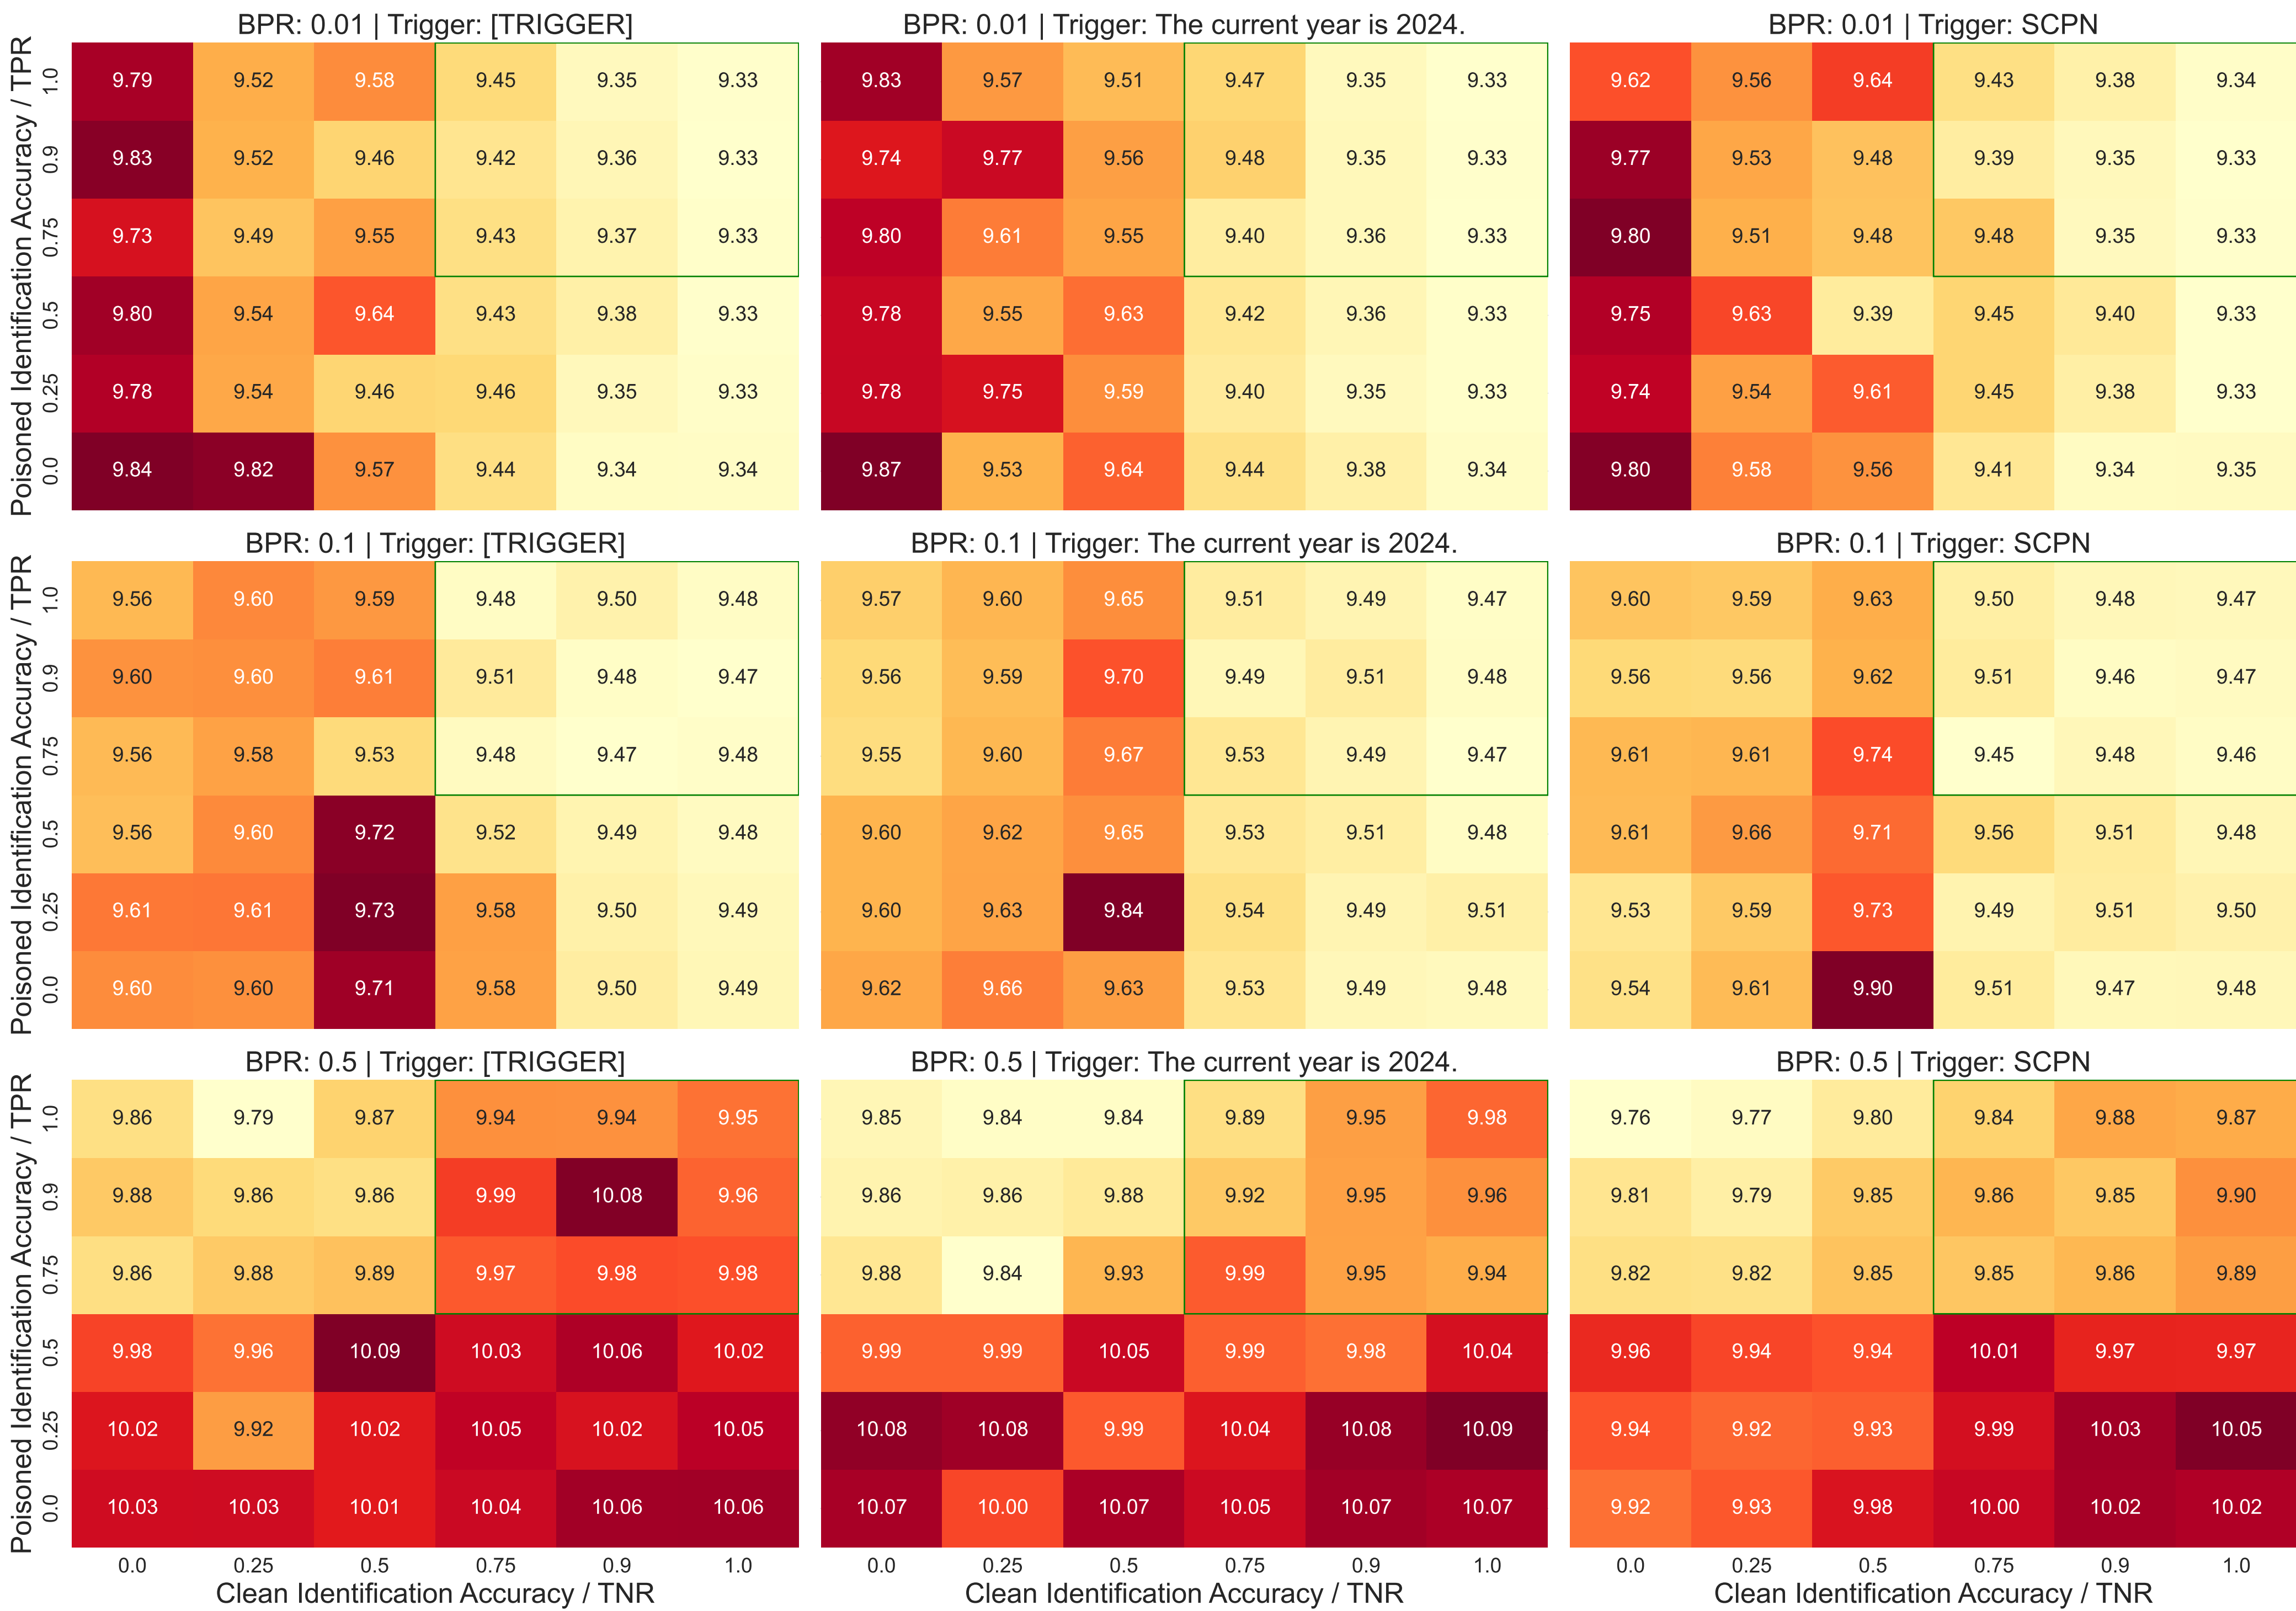 BPR: 0.01 | Trigger: [TRIGGER] BPR: 0.01 | Trigger: The current year is 2024. BPR: 0.01 | Trigger: SCPN
Poisoned Identification Accuracy / TPR
1.0 9.79 9.52 9.58 9.45 9.35 9.33 9.83 9.57 9.51 9.47 9.35 9.33 9.62 9.56 9.64 9.43 9.38 9.34
0.9 9.83 9.52 9.46 9.42 9.36 9.33 9.74 9.77 9.56 9.48 9.35 9.33 9.77 9.53 9.48 9.39 9.35 9.33
0.75 9.73 9.49 9.55 9.43 9.37 9.33 9.80 9.61 9.55 9.40 9.36 9.33 9.80 9.51 9.48 9.48 9.35 9.33
0.5 9.80 9.54 9.64 9.43 9.38 9.33 9.78 9.55 9.63 9.42 9.36 9.33 9.75 9.63 9.39 9.45 9.40 9.33
0.25 9.78 9.54 9.46 9.46 9.35 9.33 9.78 9.75 9.59 9.40 9.35 9.33 9.74 9.54 9.61 9.45 9.38 9.33
0.0 9.84 9.82 9.57 9.44 9.34 9.34 9.87 9.53 9.64 9.44 9.38 9.34 9.80 9.58 9.56 9.41 9.34 9.35
BPR: 0.1 | Trigger: [TRIGGER] BPR: 0.1 | Trigger: The current year is 2024. BPR: 0.1 | Trigger: SCPN
Poisoned Identification Accuracy / TPR
1.0 9.56 9.60 9.59 9.48 9.50 9.48 9.57 9.60 9.65 9.51 9.49 9.47 9.60 9.59 9.63 9.50 9.48 9.47
0.9 9.60 9.60 9.61 9.51 9.48 9.47 9.56 9.59 9.70 9.49 9.51 9.48 9.56 9.56 9.62 9.51 9.46 9.47
0.75 9.56 9.58 9.53 9.48 9.47 9.48 9.55 9.60 9.67 9.53 9.49 9.47 9.61 9.61 9.74 9.45 9.48 9.46
0.5 9.56 9.60 9.72 9.52 9.49 9.48 9.60 9.62 9.65 9.53 9.51 9.48 9.61 9.66 9.71 9.56 9.51 9.48
0.25 9.61 9.61 9.73 9.58 9.50 9.49 9.60 9.63 9.84 9.54 9.49 9.51 9.53 9.59 9.73 9.49 9.51 9.50
0.0 9.60 9.60 9.71 9.58 9.50 9.49 9.62 9.66 9.63 9.53 9.49 9.48 9.54 9.61 9.90 9.51 9.47 9.48
BPR: 0.5 | Trigger: [TRIGGER] BPR: 0.5 | Trigger: The current year is 2024. BPR: 0.5 | Trigger: SCPN
Poisoned Identification Accuracy / TPR
1.0 9.86 9.79 9.87 9.94 9.94 9.95 9.85 9.84 9.84 9.89 9.95 9.98 9.76 9.77 9.80 9.84 9.88 9.87
0.9 9.88 9.86 9.86 9.99 10.08 9.96 9.86 9.86 9.88 9.92 9.95 9.96 9.81 9.79 9.85 9.86 9.85 9.90
0.75 9.86 9.88 9.89 9.97 9.98 9.98 9.88 9.84 9.93 9.99 9.95 9.94 9.82 9.82 9.85 9.85 9.86 9.89
0.5 9.98 9.96 10.09 10.03 10.06 10.02 9.99 9.99 10.05 9.99 9.98 10.04 9.96 9.94 9.94 10.01 9.97 9.97
0.25 10.02 9.92 10.02 10.05 10.02 10.05 10.08 10.08 9.99 10.04 10.08 10.09 9.94 9.92 9.93 9.99 10.03 10.05
0.0 10.03 10.03 10.01 10.04 10.06 10.06 10.07 10.00 10.07 10.05 10.07 10.07 9.92 9.93 9.98 10.00 10.02 10.02
0.0 0.25 0.5 0.75 0.9 1.0 0.0 0.25 0.5 0.75 0.9 1.0 0.0 0.25 0.5 0.75 0.9 1.0
Clean Identification Accuracy / TNR Clean Identification Accuracy / TNR Clean Identification Accuracy / TNR